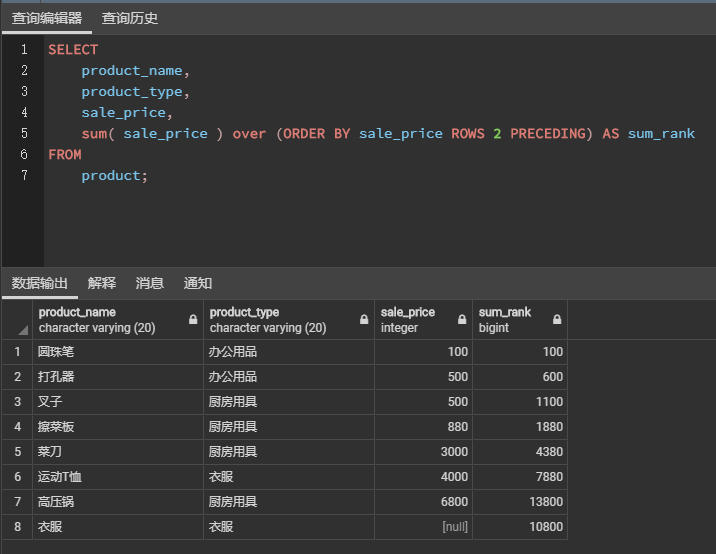 查询编辑器 查询历史
1 SELECT
2 product_name,
3 product_type,
4 sale_price,
5 sum( sale_price ) over (ORDER BY sale_price ROWS 2 PRECEDING) AS sum_rank
6 FROM
7 product;
数据输出 解释 消息 通知
product_name product_type sale_price sum_rank
character varying (20) character varying (20) integer bigint
1 圆珠笔 办公用品 100 100
2 打孔器 办公用品 500 600
3 叉子 厨房用具 500 1100
4 擦菜板 厨房用具 880 1880
5 菜刀 厨房用具 3000 4380
6 运动T恤 衣服 4000 7880
7 高压锅 厨房用具 6800 13800
8 衣服 衣服 [null] 10800